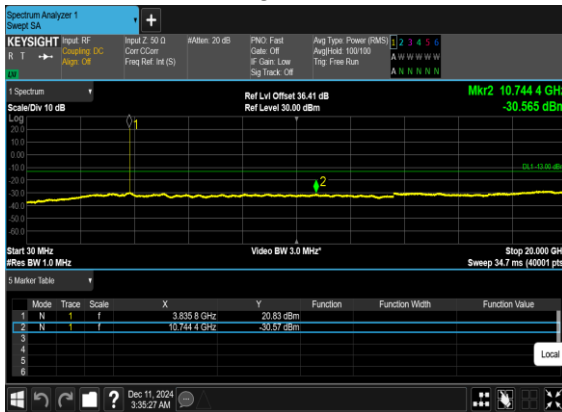 Spectrum Analyzer 1
Swept SA
KEYSIGHT
R T
Input: RF
Coupling: DC
Align: Off
Input Z: 50 Ω
Corr CCorr
Freq Ref: Int (S)
#Atten: 20 dB
PNO: Fast
Gate: Off
IF Gain: Low
Sig Track: Off
Avg Type: Power (RMS)
Avg|Hold: 100/100
Trig: Free Run
1 2 3 4 5 6
A W W W W W
A N N N N N
1 Spectrum
Scale/Div 10 dB
Ref Lvl Offset 36.41 dB
Ref Level 30.00 dBm
Mkr2 10.744 4 GHz
-30.565 dBm
Log
20.0
10.0
0.00
-10.0
-20.0
-30.0
-40.0
-50.0
-60.0
1
2
DL1 -13.00 dB
Start 30 MHz
#Res BW 1.0 MHz
Video BW 3.0 MHz*
Stop 20.000 GH
Sweep 34.7 ms (40001 pts
5 Marker Table
Mode Trace Scale X Y Function Function Width Function Value
1 N 1 f 3.835 8 GHz 20.83 dBm
2 N 1 f 10.744 4 GHz -30.57 dBm
3
4
5
6
Local
?
Dec 11, 2024
3:35:27 AM